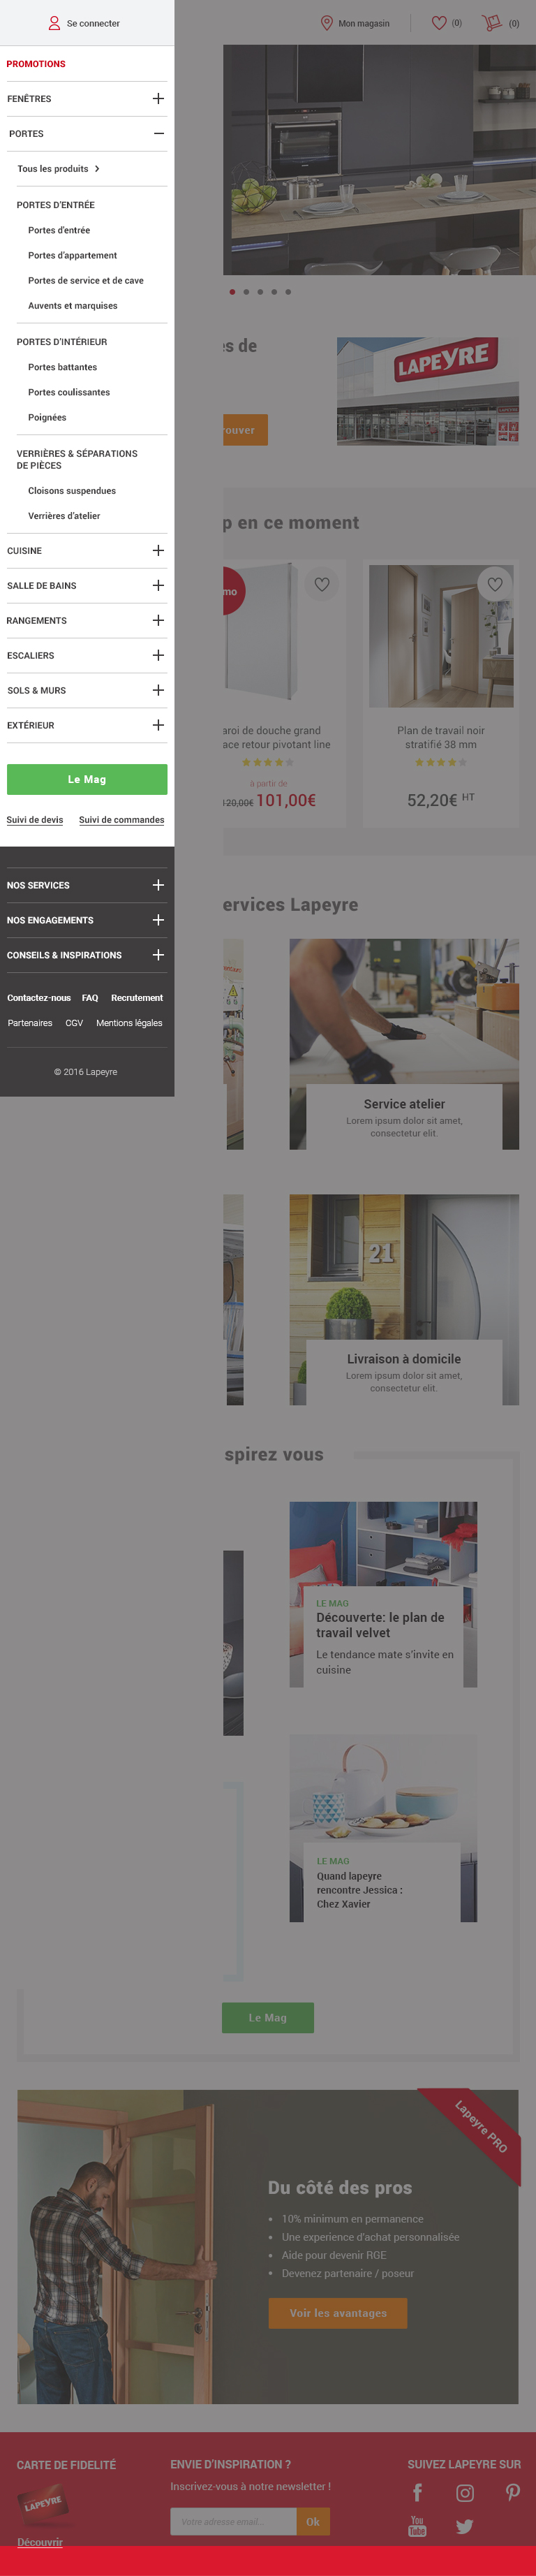 Se connecter
Mon magasin
(0)
(0)
PROMOTIONS
FENÊTRES
PORTES
Tous les produits
PORTES D'ENTRÉE
Portes d'entrée
Portes d'appartement
Portes de service et de cave
Auvents et marquises
PORTES D'INTÉRIEUR
Portes battantes
Portes coulissantes
Poignées
VERRIÈRES & SÉPARATIONS
DE PIÈCES
Cloisons suspendues
Verrières d'atelier
CUISINE
SALLE DE BAINS
RANGEMENTS
ESCALIERS
SOLS & MURS
EXTÉRIEUR
Le Mag
Suivi de devis
Suivi de commandes
NOS SERVICES
NOS ENGAGEMENTS
CONSEILS & INSPIRATIONS
Contactez-nous
FAQ
Recrutement
Partenaires
CGV
Mentions légales
© 2016 Lapeyre
es de
LAPEYRE
LAPEYRE
rouver
p en ce moment
mo
aroi de douche grand
ace retour pivotant line
à partir de
120,00€ 101,00€
Plan de travail noir
stratifié 38 mm
52,20€ HT
ervices Lapeyre
Service atelier
Lorem ipsum dolor sit amet,
consectetur elit.
21
Livraison à domicile
Lorem ipsum dolor sit amet,
consectetur elit.
spirez vous
LE MAG
Découverte: le plan de
travail velvet
Le tendance mate s'invite en
cuisine
LE MAG
Quand lapeyre
rencontre Jessica :
Chez Xavier
Le Mag
Lapeyre PRO
Du côté des pros
10% minimum en permanence
Une experience d'achat personnalisée
Aide pour devenir RGE
Devenez partenaire / poseur
Voir les avantages
CARTE DE FIDELITÉ
LAPEYRE
Découvrir
ENVIE D'INSPIRATION ?
Inscrivez-vous à notre newsletter !
Votre adresse email...
Ok
SUIVEZ LAPEYRE SUR
You
Tube